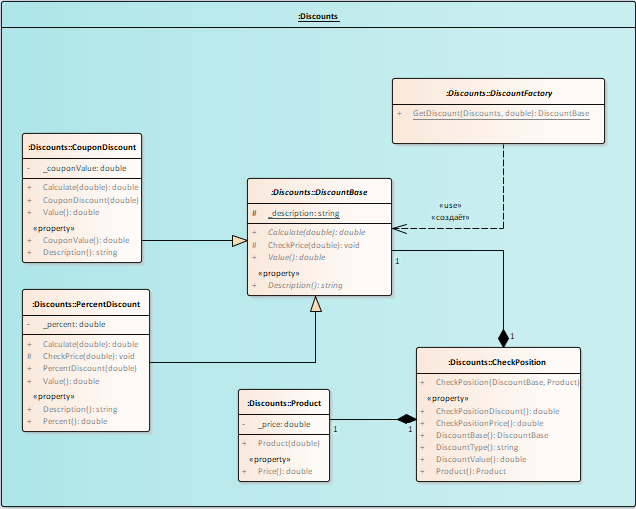 :Discounts
:Discounts::DiscountFactory
+ GetDiscount(Discounts, double): DiscountBase
:Discounts::CouponDiscount
- _couponValue: double
+ Calculate(double): double
+ CouponDiscount(double)
+ Value(): double
«property»
+ CouponValue(): double
+ Description(): string
:Discounts::DiscountBase
# _description: string
+ Calculate(double): double
# CheckPrice(double): void
+ Value(): double
«property»
+ Description(): string
«use»
«создаёт»
1
1
:Discounts::PercentDiscount
- _percent: double
+ Calculate(double): double
# CheckPrice(double): void
+ PercentDiscount(double)
+ Value(): double
«property»
+ Description(): string
+ Percent(): double
:Discounts::Product
- _price: double
+ Product(double)
«property»
+ Price(): double
1
1
:Discounts::CheckPosition
+ CheckPosition(DiscountBase, Product)
«property»
+ CheckPositionDiscount(): double
+ CheckPositionPrice(): double
+ DiscountBase(): DiscountBase
+ DiscountType(): string
+ DiscountValue(): double
+ Product(): Product